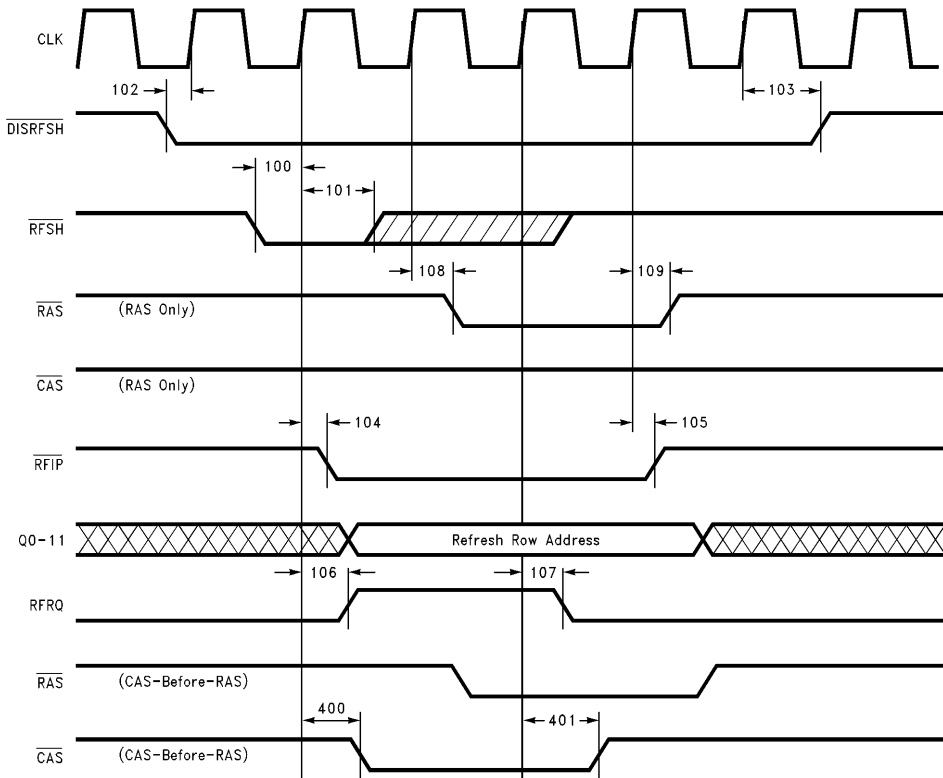 CLK
102
103
DISRFSH
100
101
RFSH
108
109
RAS (RAS Only)
CAS (RAS Only)
104
105
RFIP
Q0-11 Refresh Row Address
106
107
RFRQ
RAS (CAS-Before-RAS)
400
401
CAS (CAS-Before-RAS)